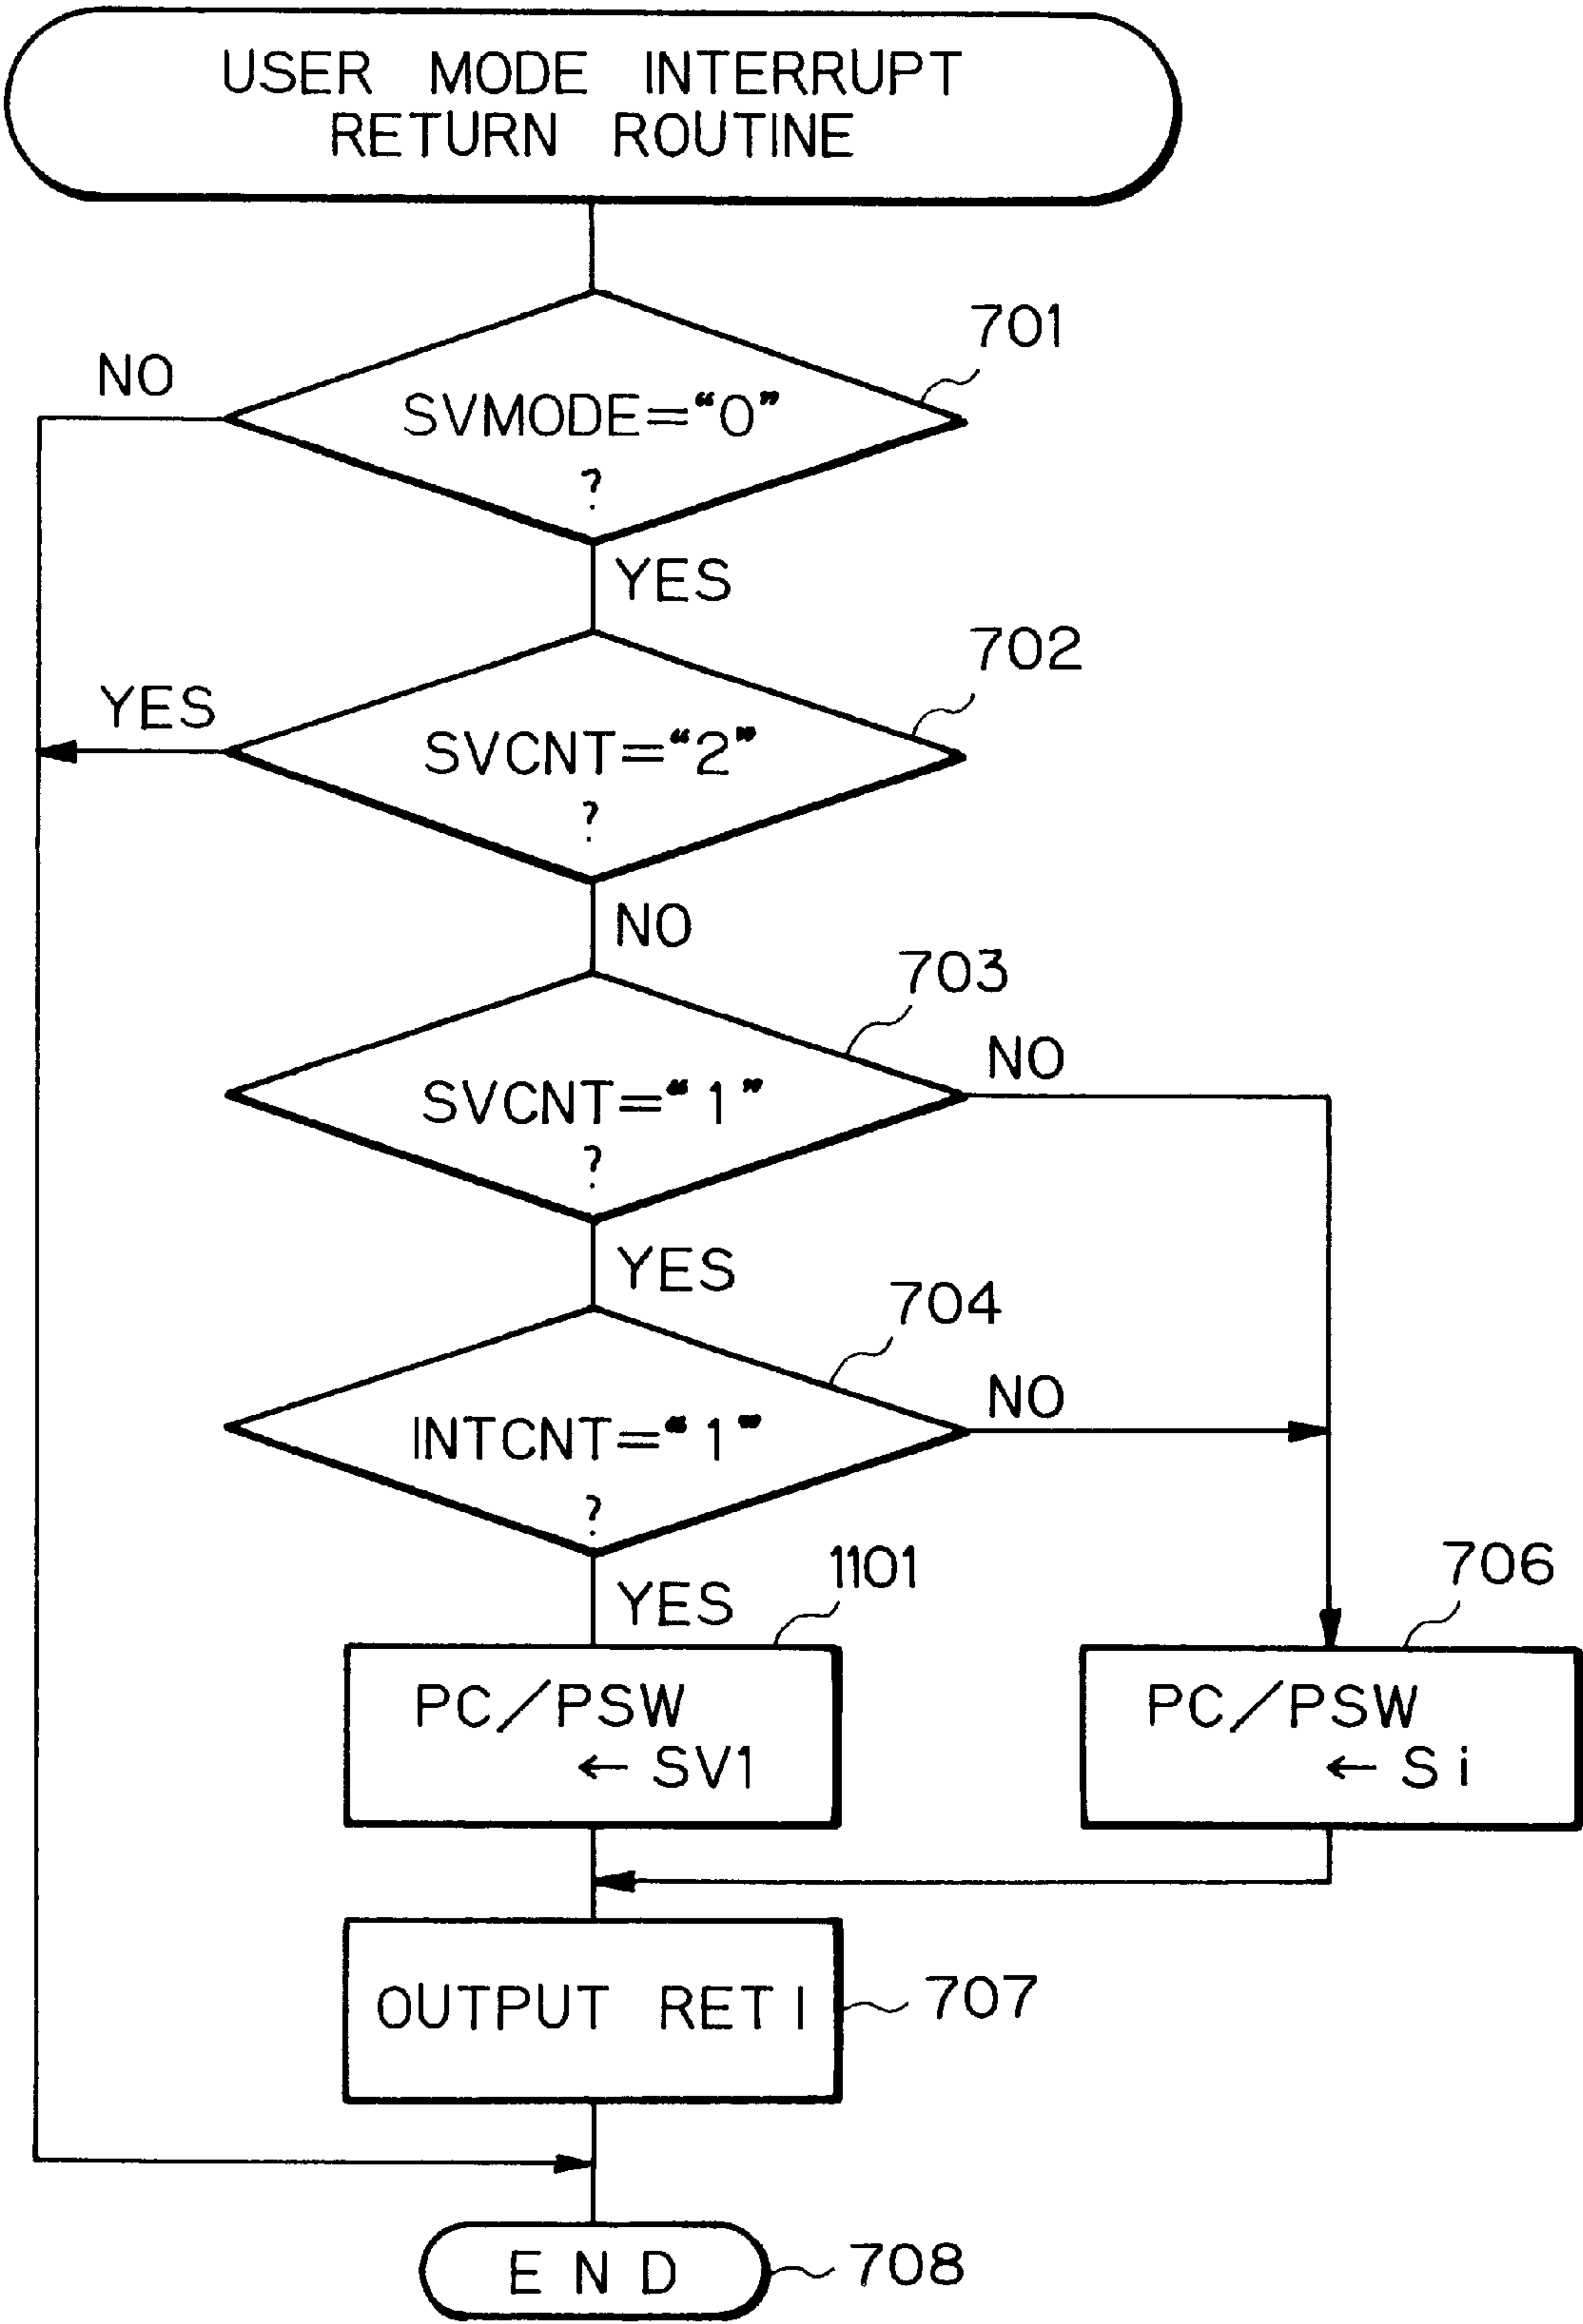 USER MODE INTERRUPT
RETURN ROUTINE
701
NO
SVMODE=“0”
?
YES
702
YES
SVCNT=“2”
?
NO
703
NO
SVCNT=“1”
?
YES
704
NO
INTCNT=“1”
?
YES
1101
706
PC/PSW
← SV1
PC/PSW
← Si
OUTPUT RETI
707
END
708